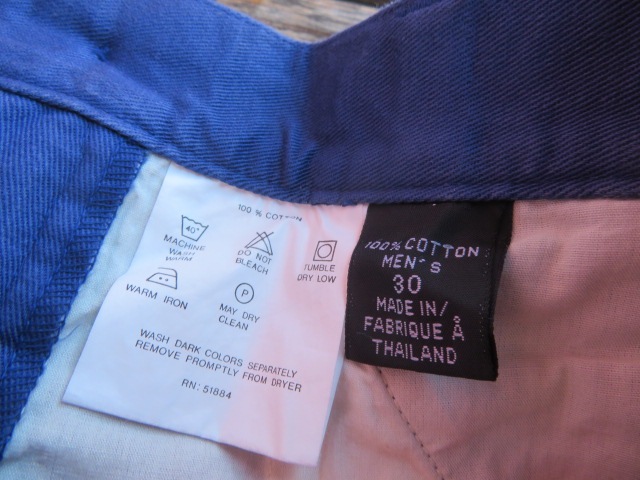 100 % COTTON
40°
MACHINE
WASH
WARM
DO NOT
BLEACH
TUMBLE
DRY LOW
WARM IRON
P
MAY DRY
CLEAN
WASH DARK COLORS SEPARATELY
REMOVE PROMPTLY FROM DRYER
RN: 51884
100% COTTON
MEN'S
30
MADE IN/
FABRIQUE Å
THAILAND